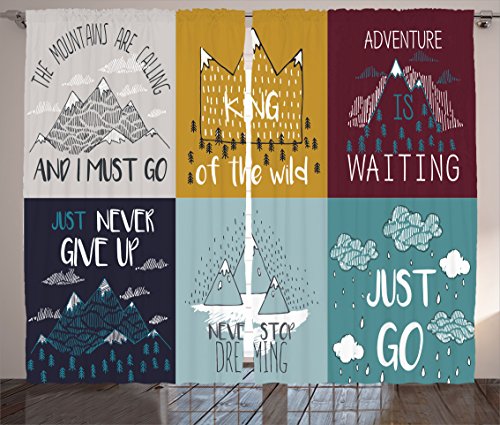 THE MOUNTAINS ARE CALLING
AND I MUST GO
KING
of the wild
ADVENTURE
IS
WAITING
JUST NEVER
GIVE UP
NEVE STOP
DRE MING
JUST
GO